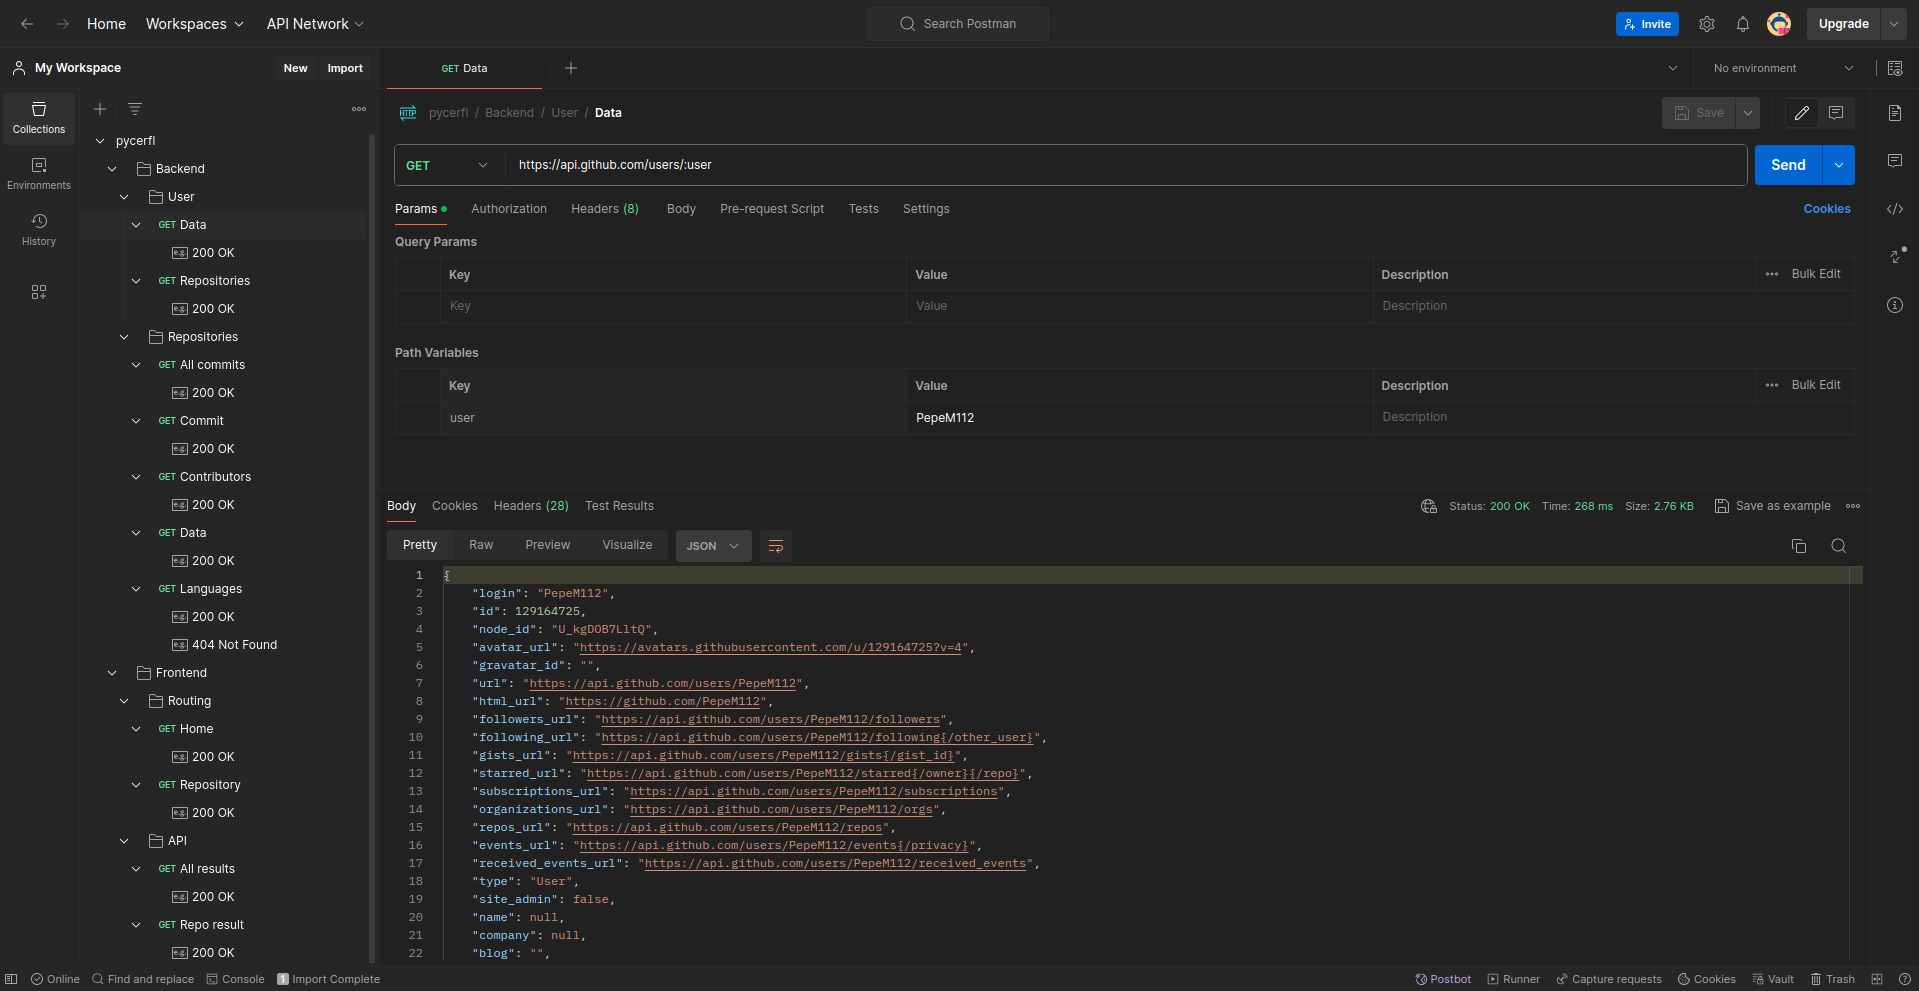 Home Workspaces API Network Search Postman Invite Upgrade
My Workspace New Import GET Data No environment
Collections
Environments
History
pycerfl
Backend
User
GET Data
e.g. 200 OK
GET Repositories
e.g. 200 OK
Repositories
GET All commits
e.g. 200 OK
GET Commit
e.g. 200 OK
GET Contributors
e.g. 200 OK
GET Data
e.g. 200 OK
GET Languages
e.g. 200 OK
e.g. 404 Not Found
Frontend
Routing
GET Home
e.g. 200 OK
GET Repository
e.g. 200 OK
API
GET All results
e.g. 200 OK
GET Repo result
e.g. 200 OK
HTTP pycerfl / Backend / User / Data Save
GET https://api.github.com/users/:user Send
Params Authorization Headers (8) Body Pre-request Script Tests Settings Cookies
Query Params
Key Value Description Bulk Edit
Key Value Description
Path Variables
Key Value Description Bulk Edit
user PepeM112 Description
Body Cookies Headers (28) Test Results Status: 200 OK Time: 268 ms Size: 2.76 KB Save as example
Pretty Raw Preview Visualize JSON
1 {
2 "login": "PepeM112",
3 "id": 129164725,
4 "node_id": "U_kgDOB7LltQ",
5 "avatar_url": "https://avatars.githubusercontent.com/u/129164725?v=4",
6 "gravatar_id": "",
7 "url": "https://api.github.com/users/PepeM112",
8 "html_url": "https://github.com/PepeM112",
9 "followers_url": "https://api.github.com/users/PepeM112/followers",
10 "following_url": "https://api.github.com/users/PepeM112/following{/other_user}",
11 "gists_url": "https://api.github.com/users/PepeM112/gists{/gist_id}",
12 "starred_url": "https://api.github.com/users/PepeM112/starred{/owner}{/repo}",
13 "subscriptions_url": "https://api.github.com/users/PepeM112/subscriptions",
14 "organizations_url": "https://api.github.com/users/PepeM112/orgs",
15 "repos_url": "https://api.github.com/users/PepeM112/repos",
16 "events_url": "https://api.github.com/users/PepeM112/events{/privacy}",
17 "received_events_url": "https://api.github.com/users/PepeM112/received_events",
18 "type": "User",
19 "site_admin": false,
20 "name": null,
21 "company": null,
22 "blog": "",
Online Find and replace Console 1 Import Complete Postbot Runner Capture requests Cookies Vault Trash